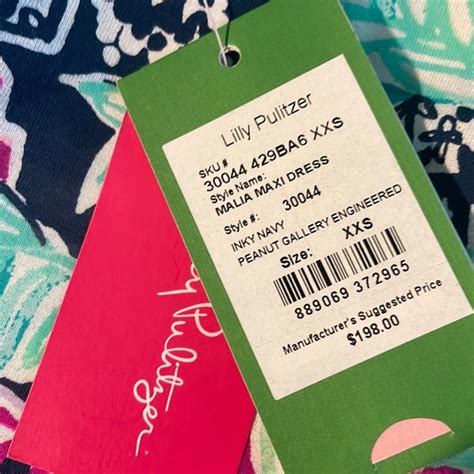 Lilly Pulitzer
SKU #
30044 429BA6 XXS
Style Name:
MALIA MAXI DRESS
Style #: 30044
INKY NAVY
PEANUT GALLERY ENGINEERED
Size: XXS
889069 372965
Manufacturer's Suggested Price
$198.00
Pulitzer